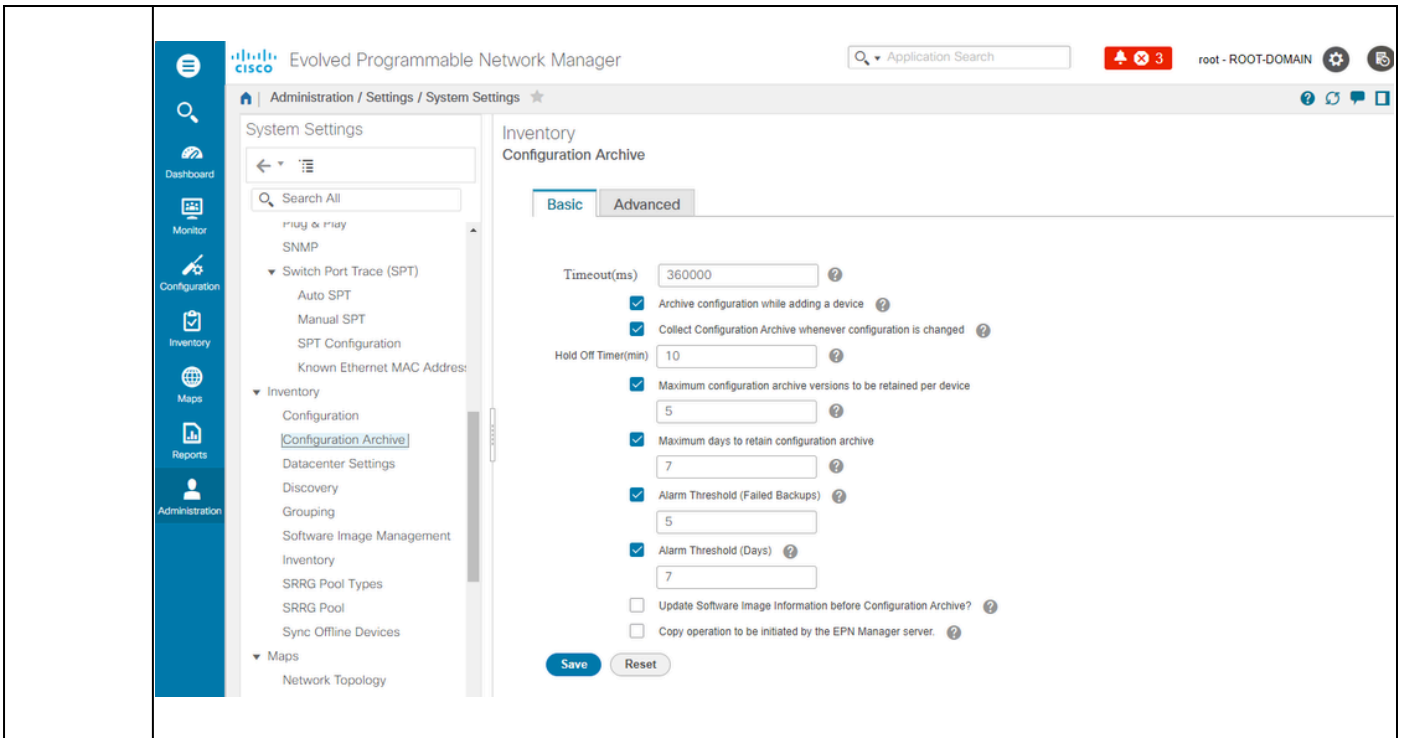 cisco Evolved Programmable Network Manager
Application Search
3
root - ROOT-DOMAIN
Administration / Settings / System Settings
Dashboard
Monitor
Configuration
Inventory
Maps
Reports
Administration
System Settings
Search All
Plug & Play
SNMP
Switch Port Trace (SPT)
Auto SPT
Manual SPT
SPT Configuration
Known Ethernet MAC Address
Inventory
Configuration
Configuration Archive
Datacenter Settings
Discovery
Grouping
Software Image Management
Inventory
SRRG Pool Types
SRRG Pool
Sync Offline Devices
Maps
Network Topology
Inventory
Configuration Archive
Basic Advanced
Timeout(ms) 360000
Archive configuration while adding a device
Collect Configuration Archive whenever configuration is changed
Hold Off Timer(min) 10
Maximum configuration archive versions to be retained per device
5
Maximum days to retain configuration archive
7
Alarm Threshold (Failed Backups)
5
Alarm Threshold (Days)
7
Update Software Image Information before Configuration Archive?
Copy operation to be initiated by the EPN Manager server.
Save Reset